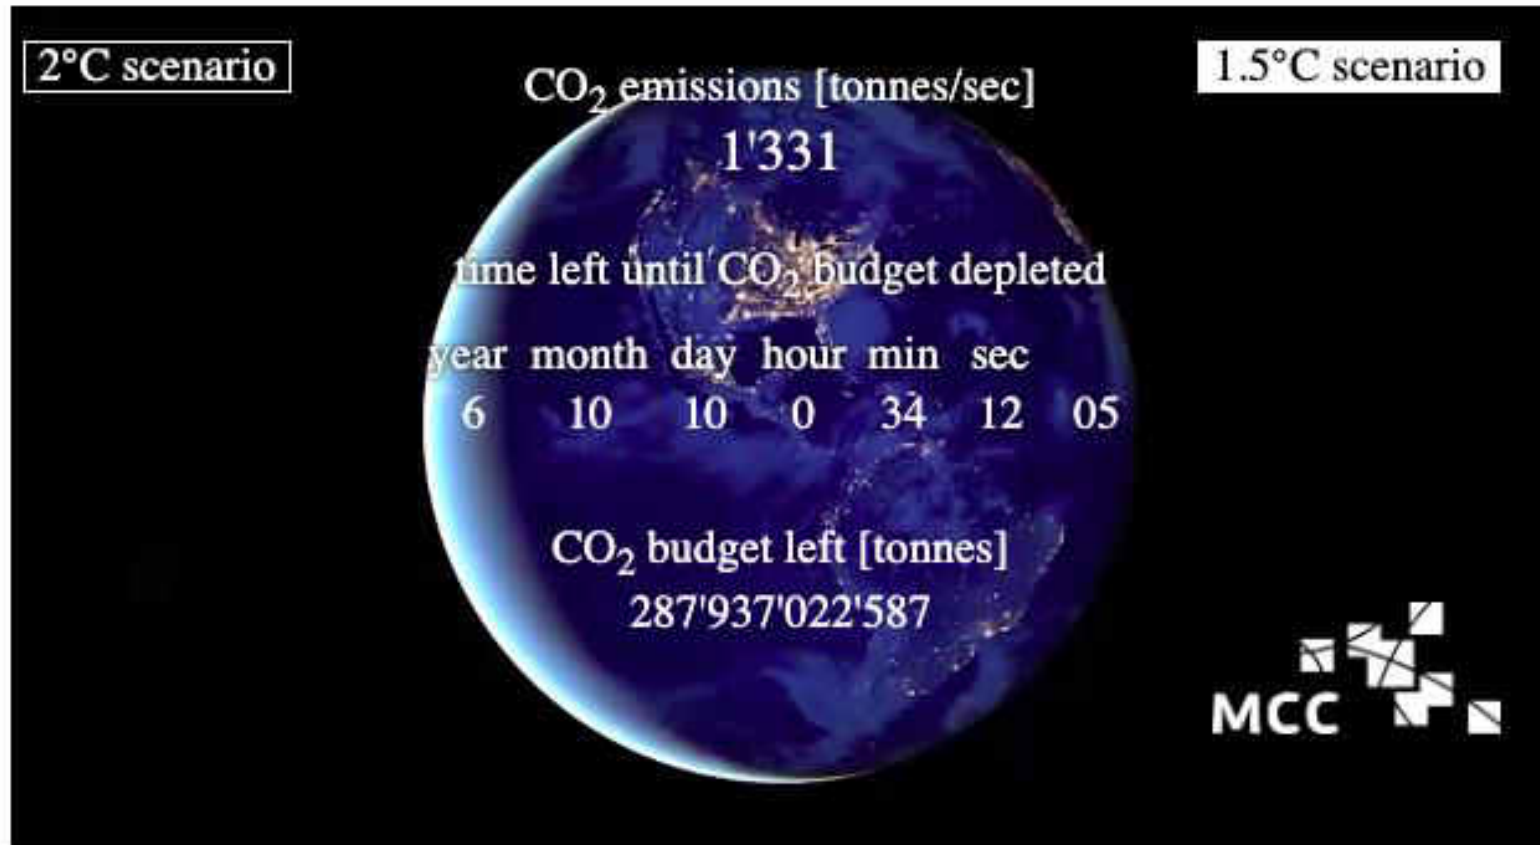 2°C scenario
1.5°C scenario
CO₂ emissions [tonnes/sec]
1'331
time left until CO₂ budget depleted
year month day hour min sec
6 10 10 0 34 12 05
CO₂ budget left [tonnes]
287'937'022'587
MCC